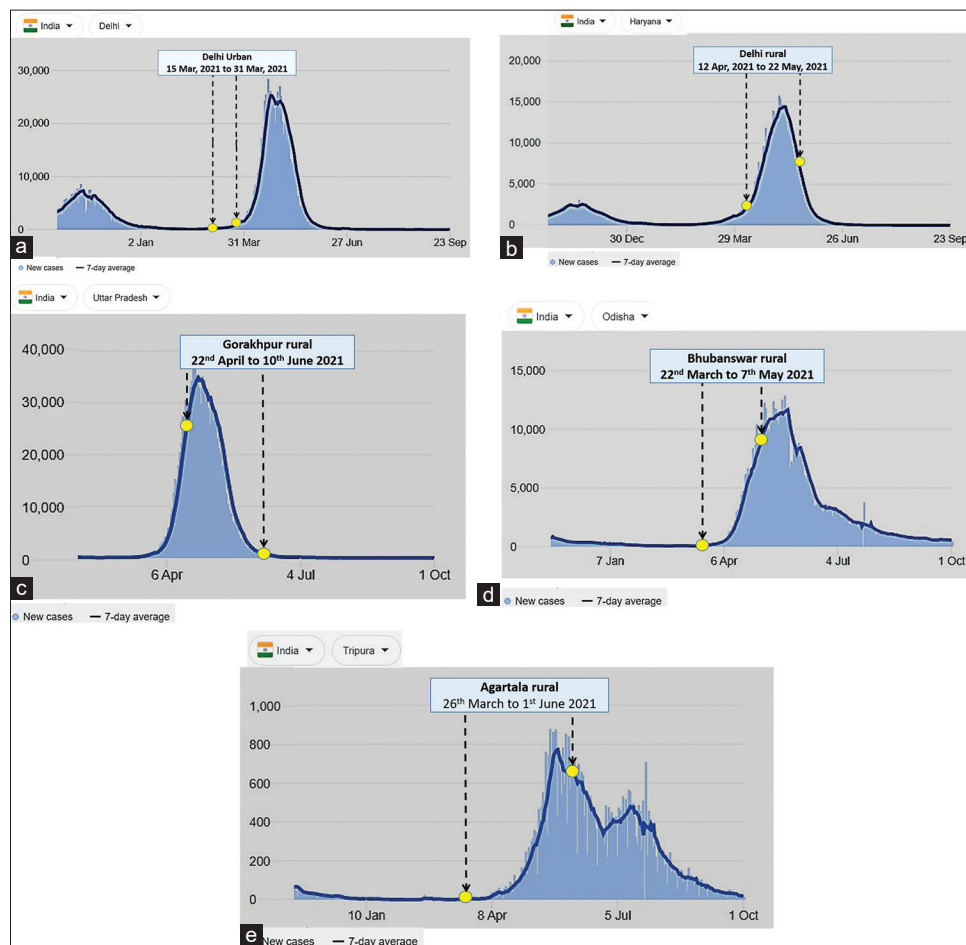 India Delhi
Delhi Urban
15 Mar, 2021 to 31 Mar, 2021
30,000
20,000
10,000
0
2 Jan 31 Mar 27 Jun 23 Sep
a
New cases 7-day average
India Haryana
Delhi rural
12 Apr, 2021 to 22 May, 2021
20,000
15,000
10,000
5,000
0
30 Dec 29 Mar 26 Jun 23 Sep
b
New cases 7-day average
India Uttar Pradesh
Gorakhpur rural
22nd April to 10th June 2021
40,000
30,000
20,000
10,000
0
6 Apr 4 Jul 1 Oct
c
New cases 7-day average
India Odisha
Bhubanswar rural
22nd March to 7th May 2021
15,000
10,000
5,000
0
7 Jan 6 Apr 4 Jul 1 Oct
d
New cases 7-day average
India Tripura
Agartala rural
26th March to 1st June 2021
1,000
800
600
400
200
0
10 Jan 8 Apr 5 Jul 1 Oct
e
New cases 7-day average